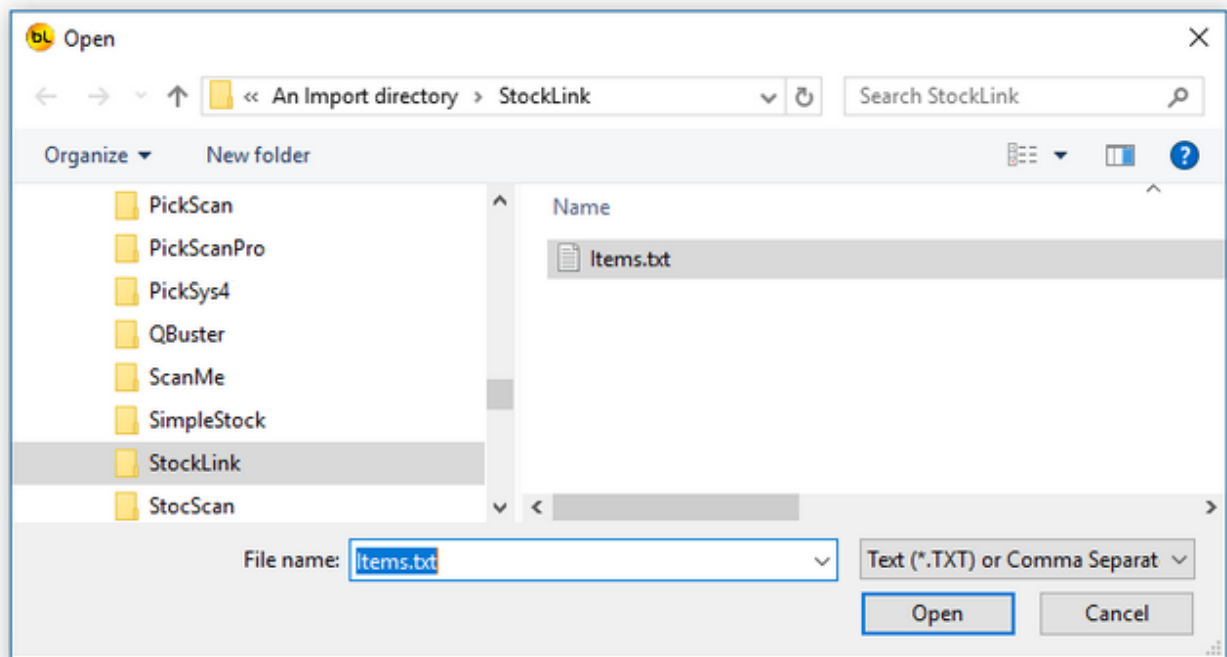 bL Open
« An Import directory › StockLink
Search StockLink
Organize
New folder
?
PickScan
PickScanPro
PickSys4
QBuster
ScanMe
SimpleStock
StockLink
StocScan
Name
Items.txt
File name: Items.txt
Text (*.TXT) or Comma Separat
Open
Cancel